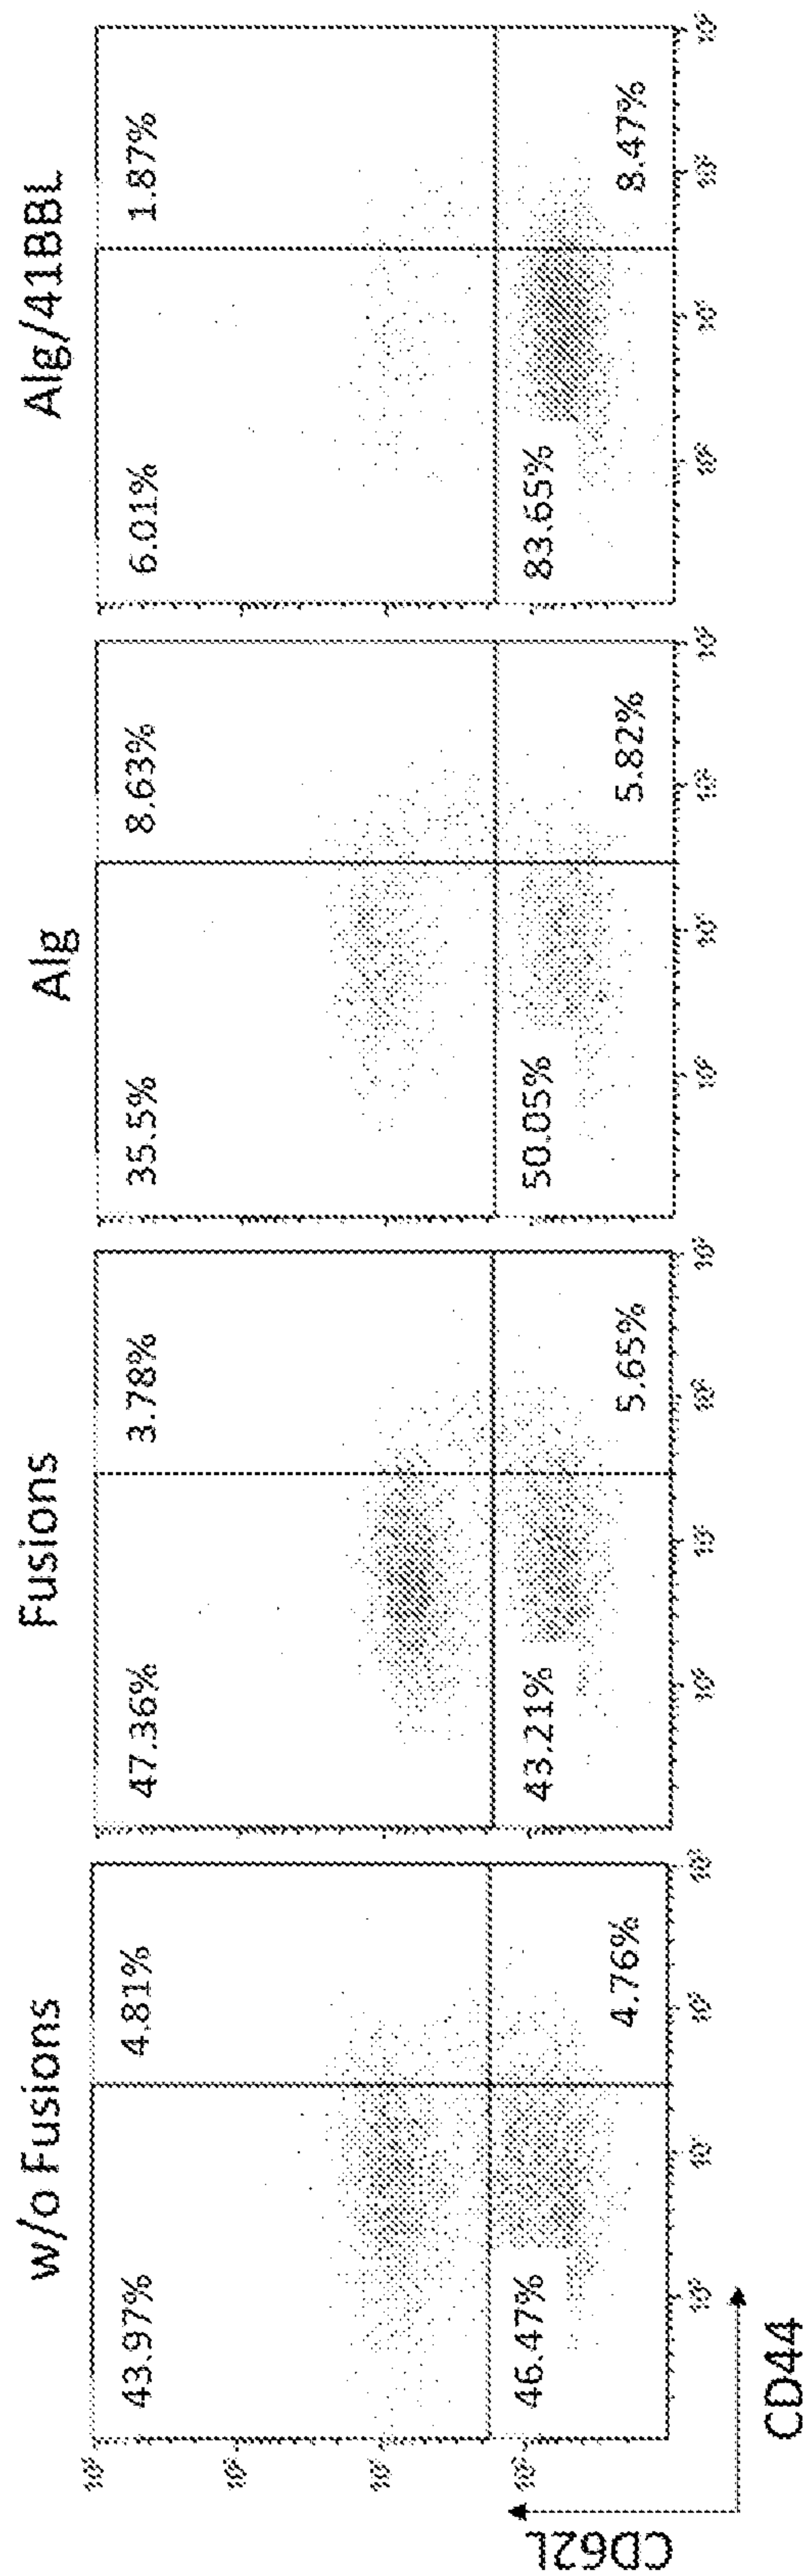 w/o Fusions
43.97%
4.81%
46.47%
4.76%
Fusions
47.36%
3.78%
43.21%
5.65%
Alg
35.5%
8.63%
50.05%
5.82%
Alg/41BBL
6.01%
1.87%
83.65%
8.47%
CD62L
CD44